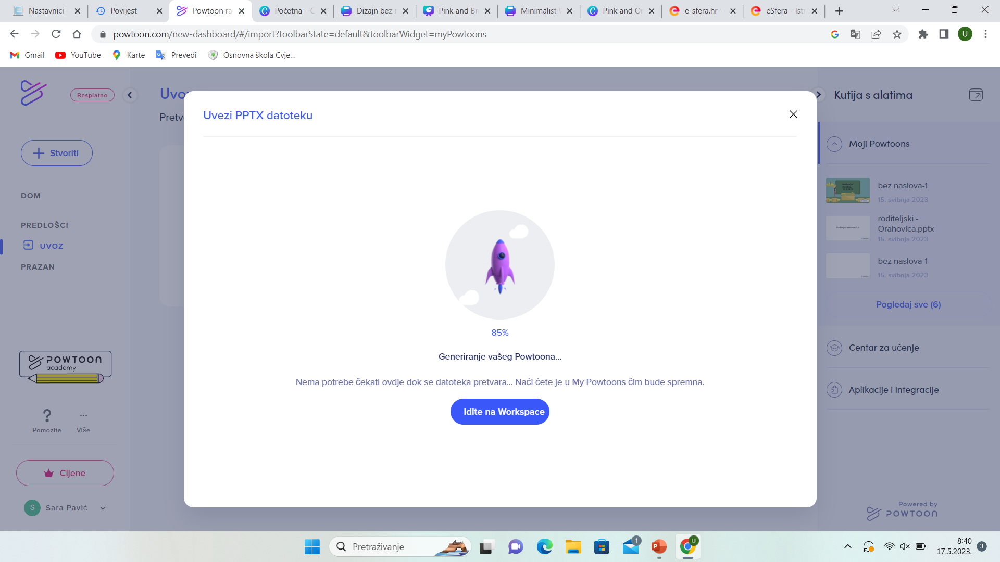 Nastavnici -
Povijest
Powtoon ra
Početna – C
Dizajn bez n
Pink and Br
Minimalist W
Pink and Or
e-sfera.hr -
eSfera - Istr
powtoon.com/new-dashboard/#/import?toolbarState=default&toolbarWidget=myPowtoons
U
Gmail
YouTube
Karte
Prevedi
Osnovna škola Cvje...
Besplatno
Uvoz
Pretv
Stvoriti
DOM
PREDLOŠCI
UVOZ
PRAZAN
POWTOON
academy
?
Pomozite
...
Više
Cijene
S
Sara Pavić
Uvezi PPTX datoteku
85%
Generiranje vašeg Powtoona...
Nema potrebe čekati ovdje dok se datoteka pretvara... Naći ćete je u My Powtoons čim bude spremna.
Idite na Workspace
Kutija s alatima
Moji Powtoons
bez naslova-1
15. svibnja 2023
roditeljski -
Orahovica.pptx
15. svibnja 2023
bez naslova-1
15. svibnja 2023
Pogledaj sve (6)
Centar za učenje
Aplikacije i integracije
Powered by
POWTOON
Pretraživanje
1
U
8:40
17.5.2023.
3